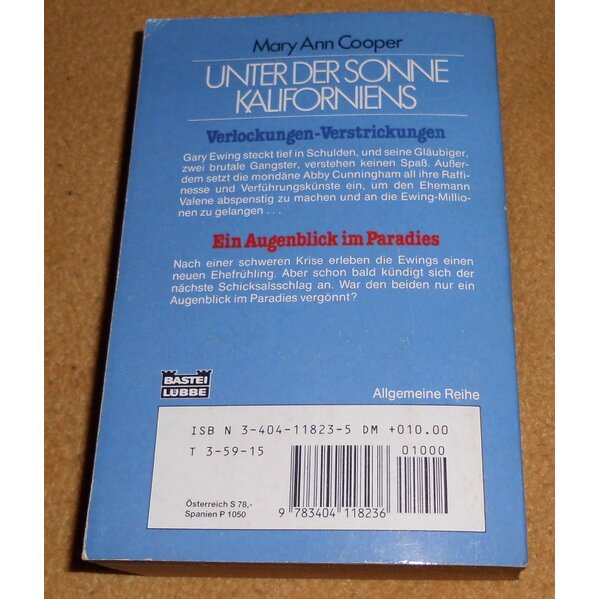 Mary Ann Cooper
UNTER DER SONNE
KALIFORNIENS
Verlockungen-Verstrickungen
Gary Ewing steckt tief in Schulden, und seine Gläubiger,
zwei brutale Gangster, verstehen keinen Spaß. Außer-
dem setzt die mondäne Abby Cunningham all ihre Raffi-
nesse und Verführungskünste ein, um den Ehemann
Valene abspenstig zu machen und an die Ewing-Millio-
nen zu gelangen . . .
Ein Augenblick im Paradies
Nach einer schweren Krise erleben die Ewings einen
neuen Ehefrühling. Aber schon bald kündigt sich der
nächste Schicksalsschlag an. War den beiden nur ein
Augenblick im Paradies vergönnt?
BASTEI
LÜBBE
Allgemeine Reihe
ISBN 3-404-11823-5 DM +010.00
T 3-59-15
01000
Österreich S 78,-
Spanien P 1050
9 783404 118236